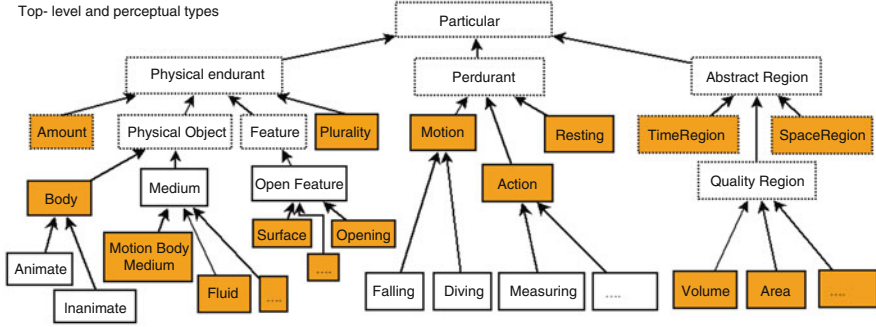 Top- level and perceptual types
Particular
Physical endurant
Perdurant
Abstract Region
Amount
Physical Object
Feature
Plurality
Motion
Resting
TimeRegion
SpaceRegion
Body
Medium
Open Feature
Action
Quality Region
Surface
Opening
Motion Body
Medium
Animate
Fluid
....
....
Inanimate
Falling
Diving
Measuring
....
Volume
Area
....